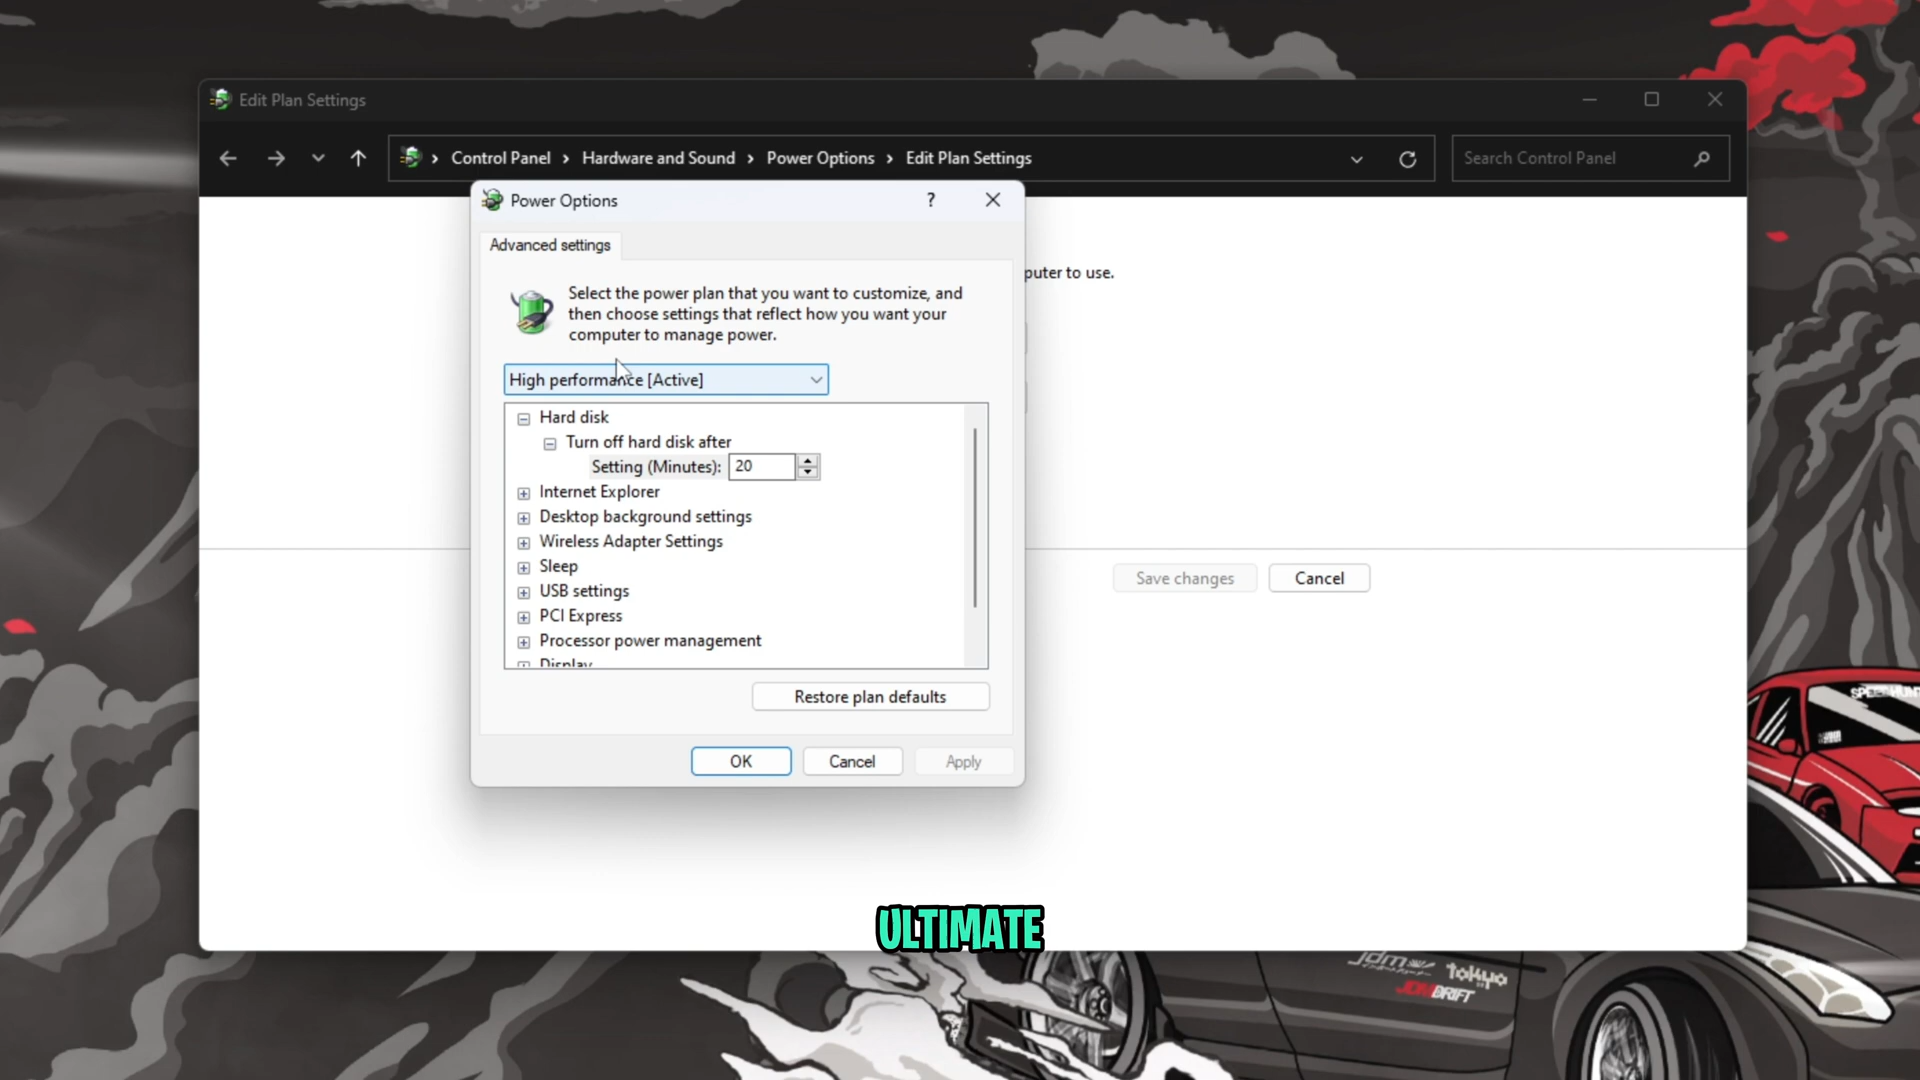 Edit Plan Settings
Control Panel › Hardware and Sound › Power Options › Edit Plan Settings
Search Control Panel
Power Options
?
Advanced settings
Select the power plan that you want to customize, and
then choose settings that reflect how you want your
computer to manage power.
puter to use.
High performance [Active]
Hard disk
Turn off hard disk after
Setting (Minutes): 20
Internet Explorer
Desktop background settings
Wireless Adapter Settings
Sleep
USB settings
PCI Express
Processor power management
Display
Restore plan defaults
OK
Cancel
Apply
Save changes
Cancel
ULTIMATE
jdm
tokyo
JDMDRIFT